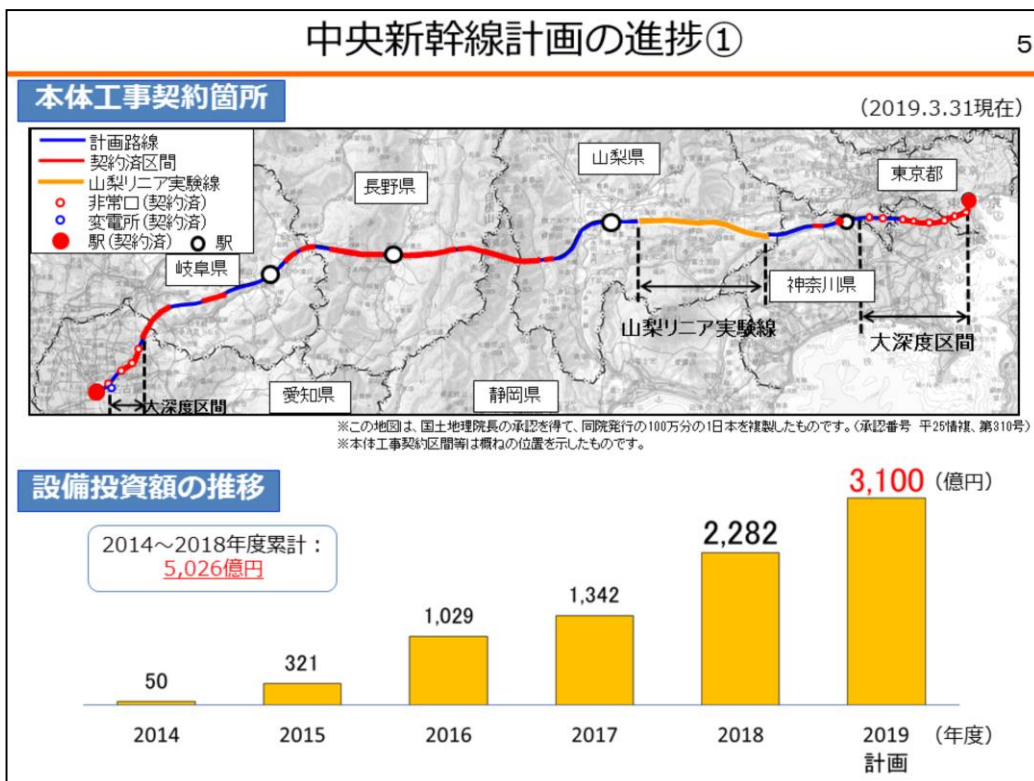 中央新幹線計画の進捗①
5
本体工事契約箇所
(2019.3.31現在)
計画路線
契約済区間
山梨リニア実験線
非常口(契約済)
変電所(契約済)
駅(契約済) 駅
岐阜県
長野県
山梨県
東京都
神奈川県
山梨リニア実験線
大深度区間
大深度区間
愛知県
静岡県
※この地図は、国土地理院長の承認を得て、同院発行の100万分の1日本を複製したものです。(承認番号 平25情複、第310号)
※本体工事契約区間等は概ねの位置を示したものです。
設備投資額の推移
3,100 (億円)
2014~2018年度累計:
5,026億円
2,282
1,342
1,029
321
50
2014 2015 2016 2017 2018 2019 (年度)
計画